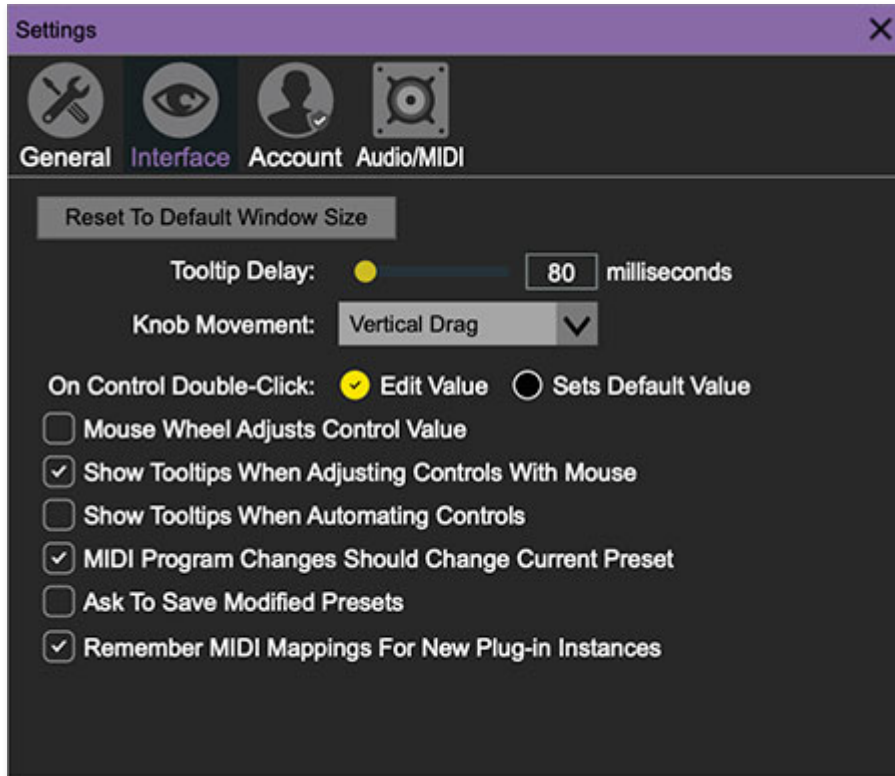 Settings
General Interface Account Audio/MIDI
Reset To Default Window Size
Tooltip Delay: 80 milliseconds
Knob Movement: Vertical Drag
On Control Double-Click: Edit Value Sets Default Value
Mouse Wheel Adjusts Control Value
Show Tooltips When Adjusting Controls With Mouse
Show Tooltips When Automating Controls
MIDI Program Changes Should Change Current Preset
Ask To Save Modified Presets
Remember MIDI Mappings For New Plug-in Instances